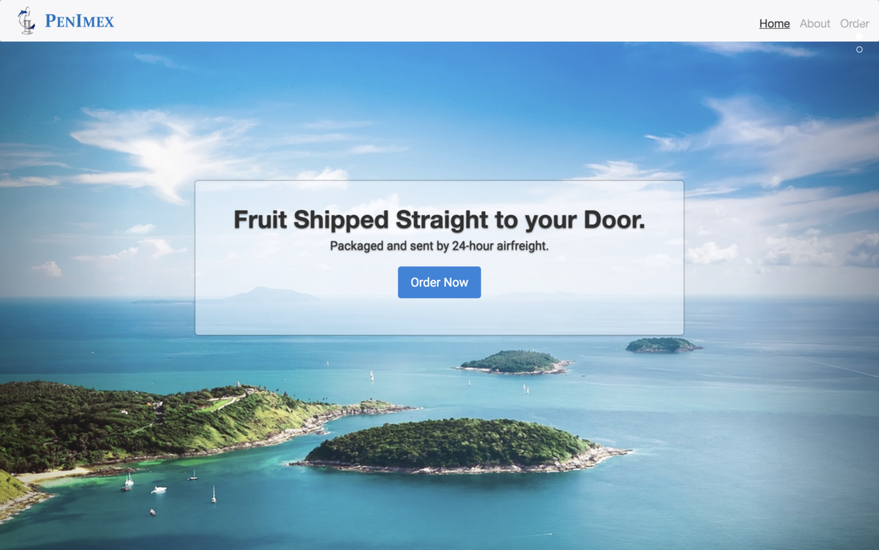 PENIMEX
Home About Order
Fruit Shipped Straight to your Door.
Packaged and sent by 24-hour airfreight.
Order Now